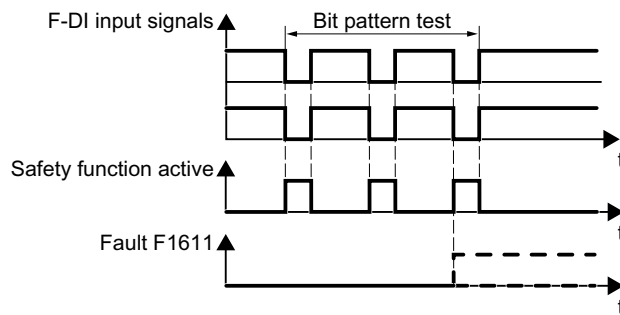 F-DI input signals
Bit pattern test
t
Safety function active
t
Fault F1611
t